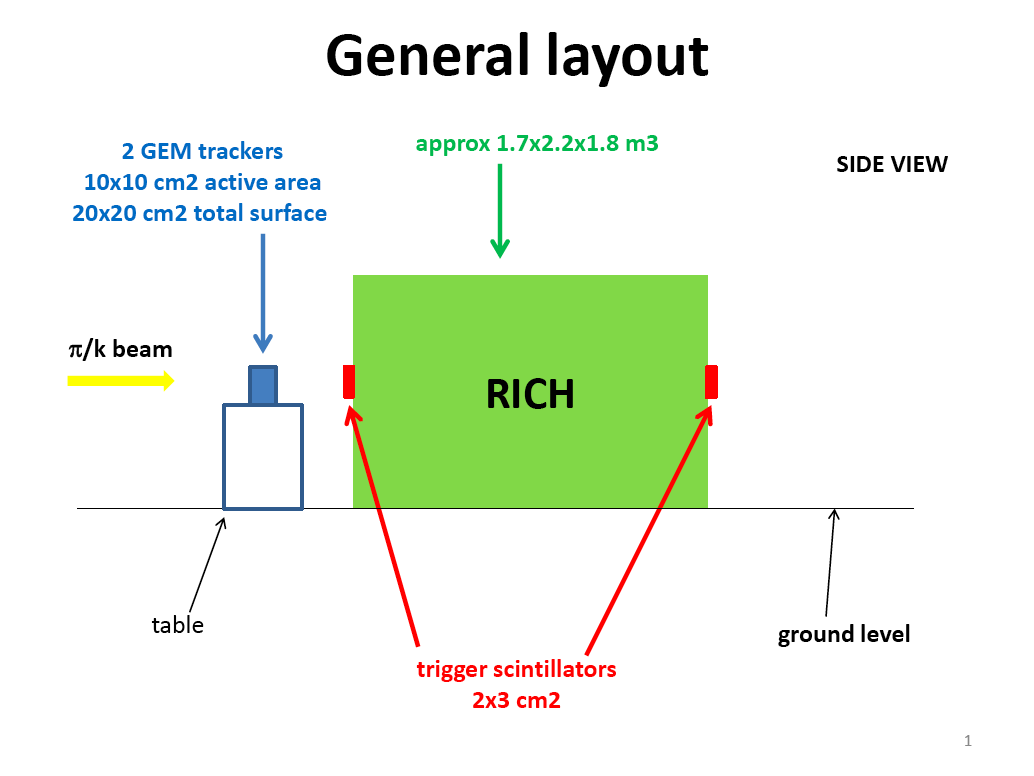 General layout
2 GEM trackers
10x10 cm2 active area
20x20 cm2 total surface
approx 1.7x2.2x1.8 m3
SIDE VIEW
π/k beam
RICH
table
ground level
trigger scintillators
2x3 cm2
1